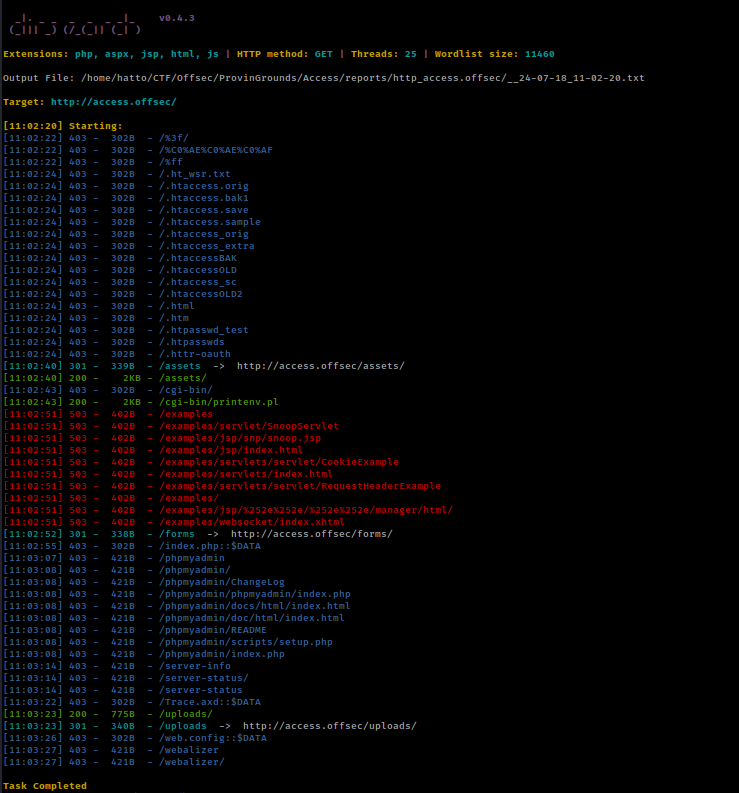 _|. _ _  _  _  _ _|_    v0.4.3
(_||| _) (/_(_|| (_| )
Extensions: php, aspx, jsp, html, js | HTTP method: GET | Threads: 25 | Wordlist size: 11460
Output File: /home/hatto/CTF/Offsec/ProvinGrounds/Access/reports/http_access.offsec/__24-07-18_11-02-20.txt
Target: http://access.offsec/
[11:02:20] Starting:
[11:02:22] 403 -  302B  - /%3f/
[11:02:22] 403 -  302B  - /%C0%AE%C0%AE%C0%AF
[11:02:22] 403 -  302B  - /%ff
[11:02:24] 403 -  302B  - /.ht_wsr.txt
[11:02:24] 403 -  302B  - /.htaccess.orig
[11:02:24] 403 -  302B  - /.htaccess.bak1
[11:02:24] 403 -  302B  - /.htaccess.save
[11:02:24] 403 -  302B  - /.htaccess.sample
[11:02:24] 403 -  302B  - /.htaccess_orig
[11:02:24] 403 -  302B  - /.htaccess_extra
[11:02:24] 403 -  302B  - /.htaccessBAK
[11:02:24] 403 -  302B  - /.htaccessOLD
[11:02:24] 403 -  302B  - /.htaccess_sc
[11:02:24] 403 -  302B  - /.htaccessOLD2
[11:02:24] 403 -  302B  - /.html
[11:02:24] 403 -  302B  - /.htm
[11:02:24] 403 -  302B  - /.htpasswd_test
[11:02:24] 403 -  302B  - /.htpasswds
[11:02:24] 403 -  302B  - /.httr-oauth
[11:02:40] 301 -  339B  - /assets  ->  http://access.offsec/assets/
[11:02:40] 200 -    2KB - /assets/
[11:02:43] 403 -  302B  - /cgi-bin/
[11:02:43] 200 -    2KB - /cgi-bin/printenv.pl
[11:02:51] 503 -  402B  - /examples
[11:02:51] 503 -  402B  - /examples/servlet/SnoopServlet
[11:02:51] 503 -  402B  - /examples/jsp/snp/snoop.jsp
[11:02:51] 503 -  402B  - /examples/jsp/index.html
[11:02:51] 503 -  402B  - /examples/servlets/servlet/CookieExample
[11:02:51] 503 -  402B  - /examples/servlets/index.html
[11:02:51] 503 -  402B  - /examples/servlets/servlet/RequestHeaderExample
[11:02:51] 503 -  402B  - /examples/
[11:02:51] 503 -  402B  - /examples/jsp/%252e%252e/%252e%252e/manager/html/
[11:02:51] 503 -  402B  - /examples/websocket/index.xhtml
[11:02:52] 301 -  338B  - /forms  ->  http://access.offsec/forms/
[11:02:55] 403 -  302B  - /index.php::$DATA
[11:03:07] 403 -  421B  - /phpmyadmin
[11:03:08] 403 -  421B  - /phpmyadmin/
[11:03:08] 403 -  421B  - /phpmyadmin/ChangeLog
[11:03:08] 403 -  421B  - /phpmyadmin/phpmyadmin/index.php
[11:03:08] 403 -  421B  - /phpmyadmin/docs/html/index.html
[11:03:08] 403 -  421B  - /phpmyadmin/doc/html/index.html
[11:03:08] 403 -  421B  - /phpmyadmin/README
[11:03:08] 403 -  421B  - /phpmyadmin/scripts/setup.php
[11:03:08] 403 -  421B  - /phpmyadmin/index.php
[11:03:14] 403 -  421B  - /server-info
[11:03:14] 403 -  421B  - /server-status/
[11:03:14] 403 -  421B  - /server-status
[11:03:22] 403 -  302B  - /Trace.axd::$DATA
[11:03:23] 200 -  775B  - /uploads/
[11:03:23] 301 -  340B  - /uploads  ->  http://access.offsec/uploads/
[11:03:26] 403 -  302B  - /web.config::$DATA
[11:03:27] 403 -  421B  - /webalizer
[11:03:27] 403 -  421B  - /webalizer/
Task Completed